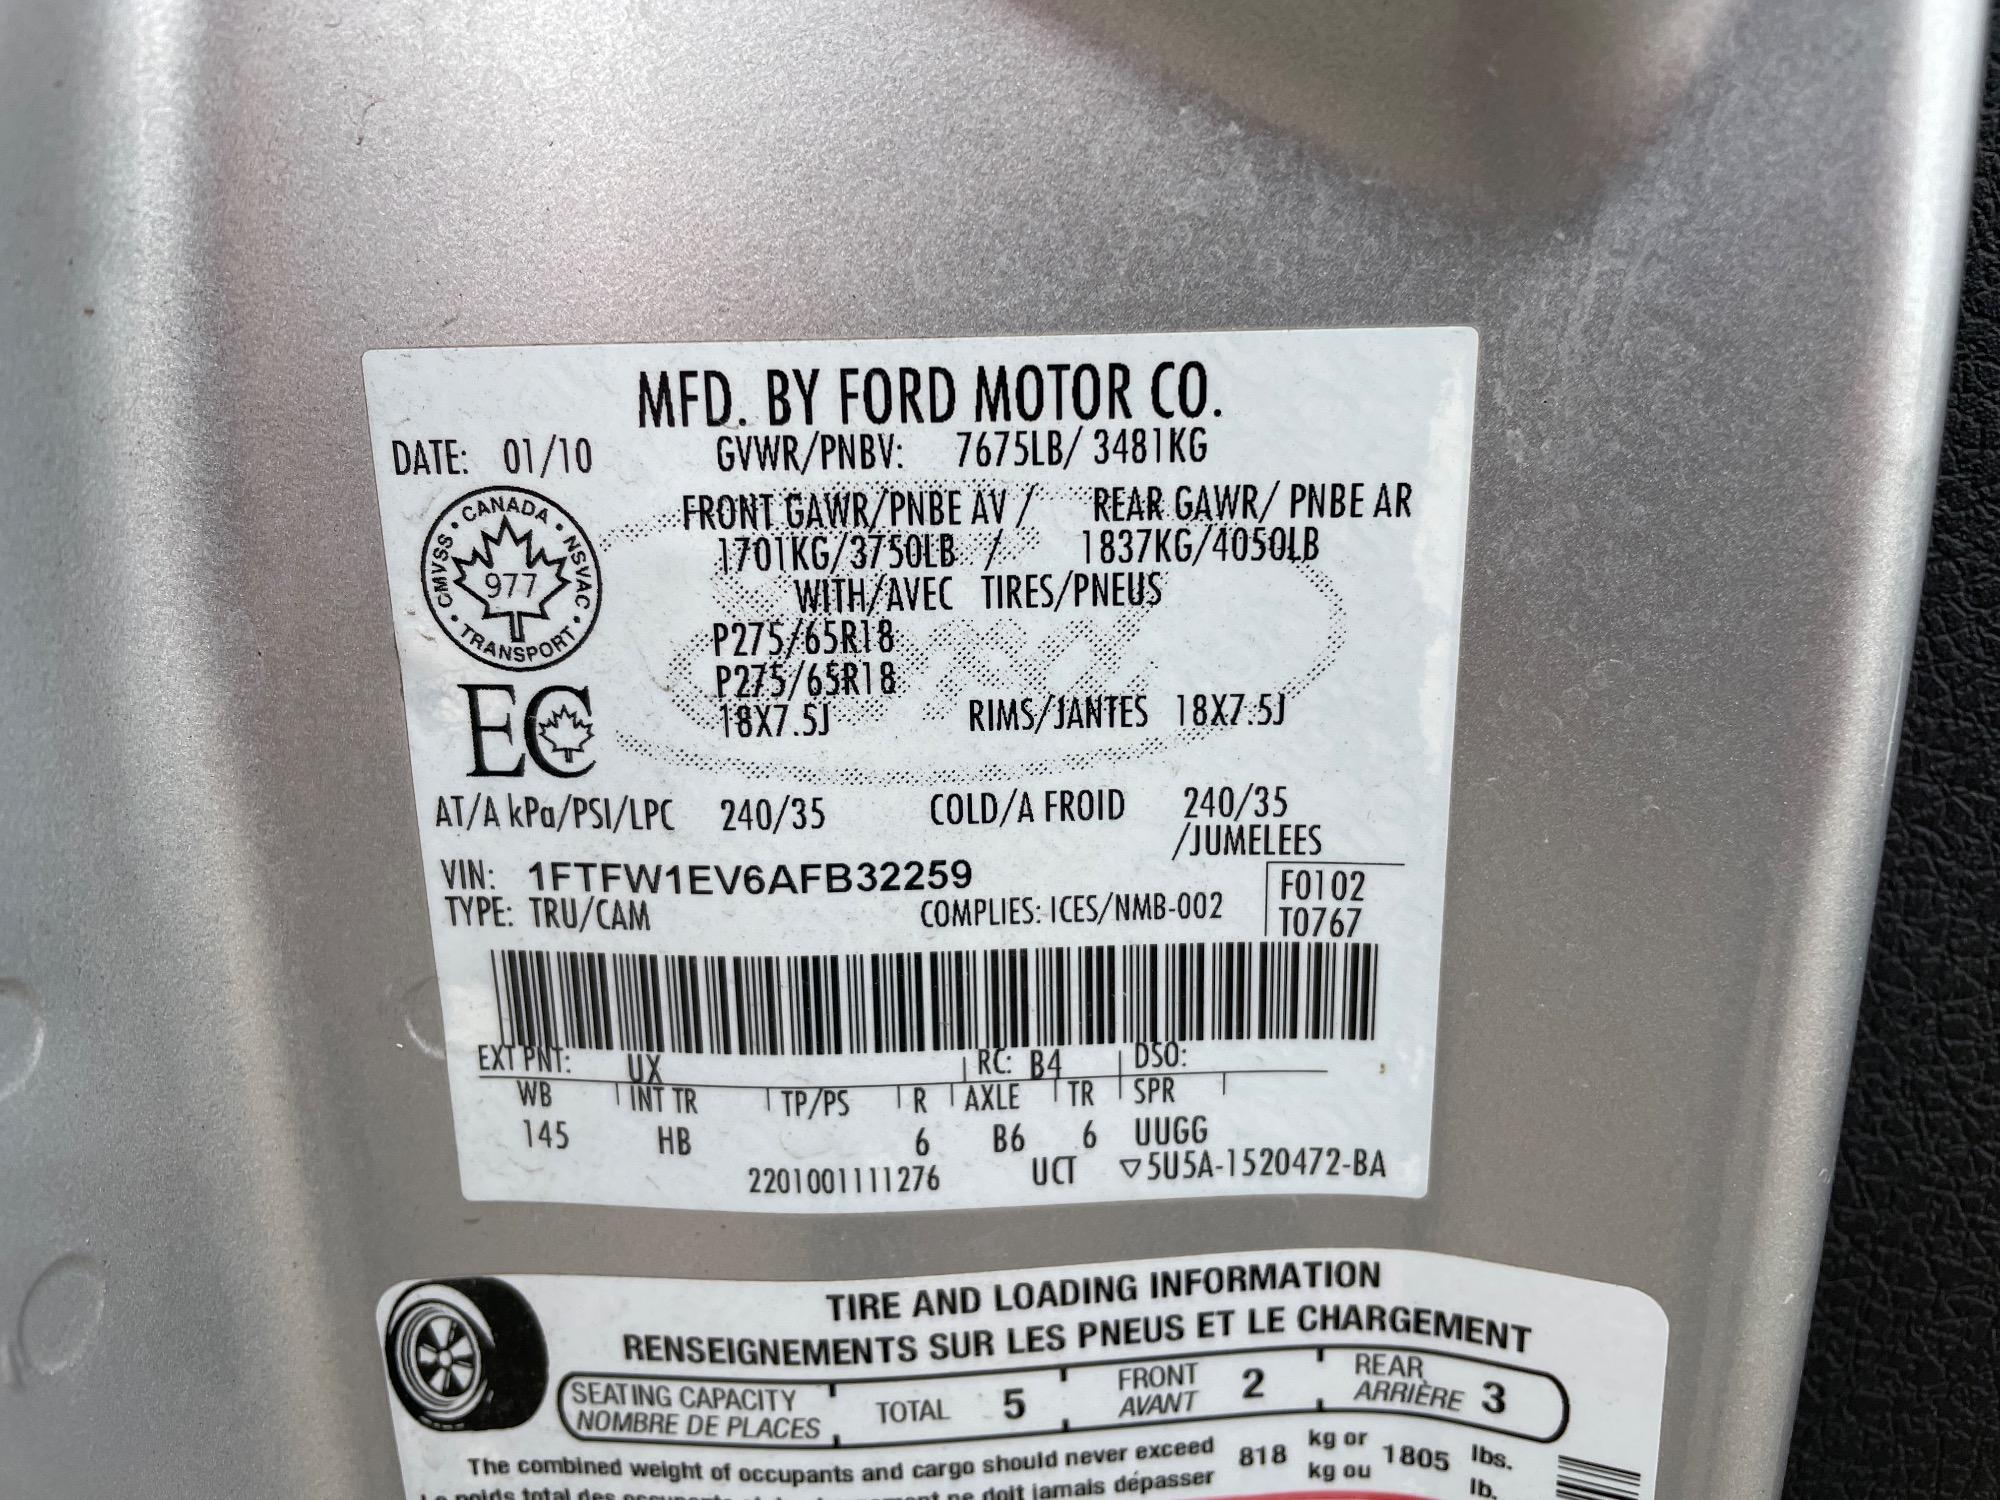 MFD. BY FORD MOTOR CO.
DATE: 01/10 GVWR/PNBV: 7675LB/ 3481KG
FRONT GAWR/PNBE AV / REAR GAWR/ PNBE AR
1701KG/3750LB / 1837KG/4050LB
WITH/AVEC TIRES/PNEUS
P275/65R18
P275/65R18
18X7.5J RIMS/JANTES 18X7.5J
CANADA
CMVSS NSVAC
977
TRANSPORT
EC
AT/A kPa/PSI/LPC 240/35 COLD/A FROID 240/35
/JUMELEES
VIN: 1FTFW1EV6AFB32259
TYPE: TRU/CAM COMPLIES: ICES/NMB-002
F0102
T0767
EXT PNT: UX RC: B4 DSO:
WB INT TR TP/PS R AXLE TR SPR
145 HB 6 B6 6 UUGG
2201001111276 UCT ▽5U5A-1520472-BA
TIRE AND LOADING INFORMATION
RENSEIGNEMENTS SUR LES PNEUS ET LE CHARGEMENT
SEATING CAPACITY
NOMBRE DE PLACES
TOTAL 5
FRONT
AVANT
2
REAR
ARRIÈRE
3
The combined weight of occupants and cargo should never exceed 818 kg or 1805 lbs.
poids total des ne doit jamais dépasser kg ou lb.